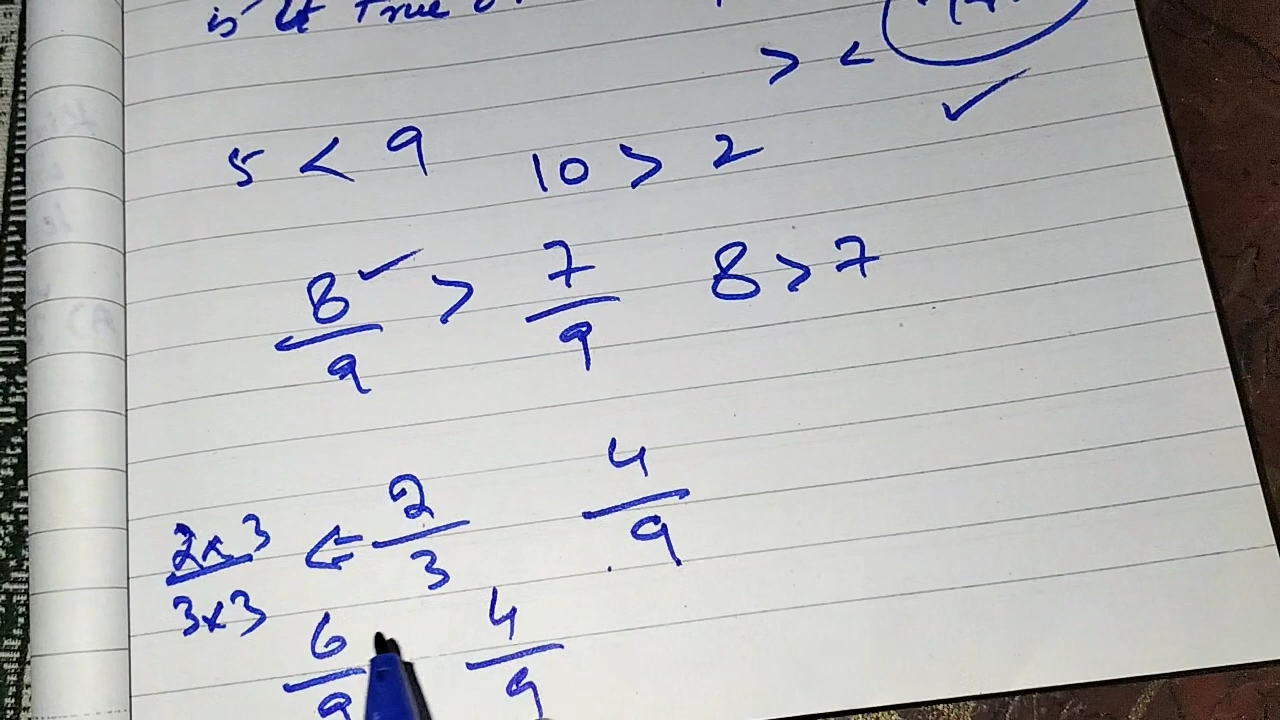 is it True
> <
✓
5 < 9 10 > 2
8/9 ✓ > 7/9 8 > 7
2×3/3×3 ← 2/3 4/9
6/9 4/9